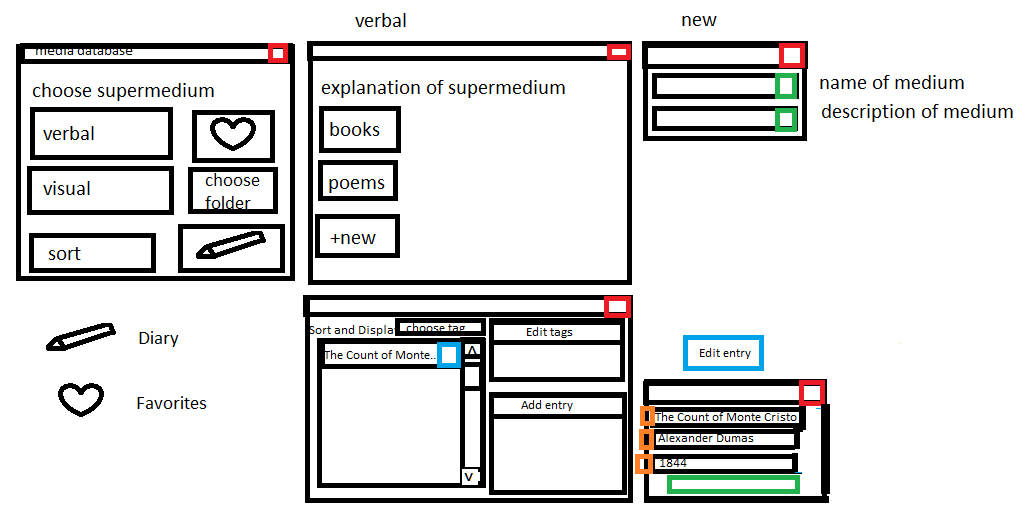 verbal
new
media database
choose supermedium
verbal
visual
choose
folder
sort
explanation of supermedium
books
poems
+new
name of medium
description of medium
Diary
Favorites
Sort and Display
choose tag
The Count of Monte..
Edit tags
Add entry
Edit entry
The Count of Monte Cristo
Alexander Dumas
1844